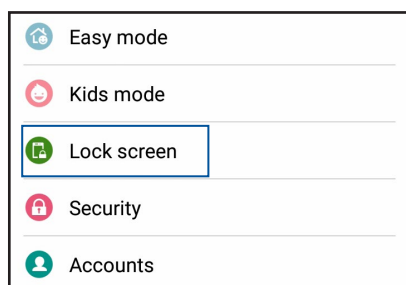 Easy mode
Kids mode
Lock screen
Security
Accounts